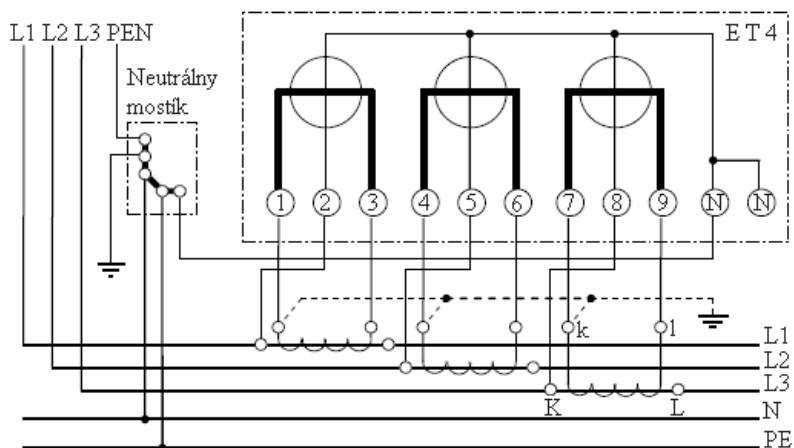 L1 L2 L3 PEN
E T 4
Neutrálny
mostík
1 2 3 4 5 6 7 8 9 N N
k l
L1
L2
L3
K L
N
PE